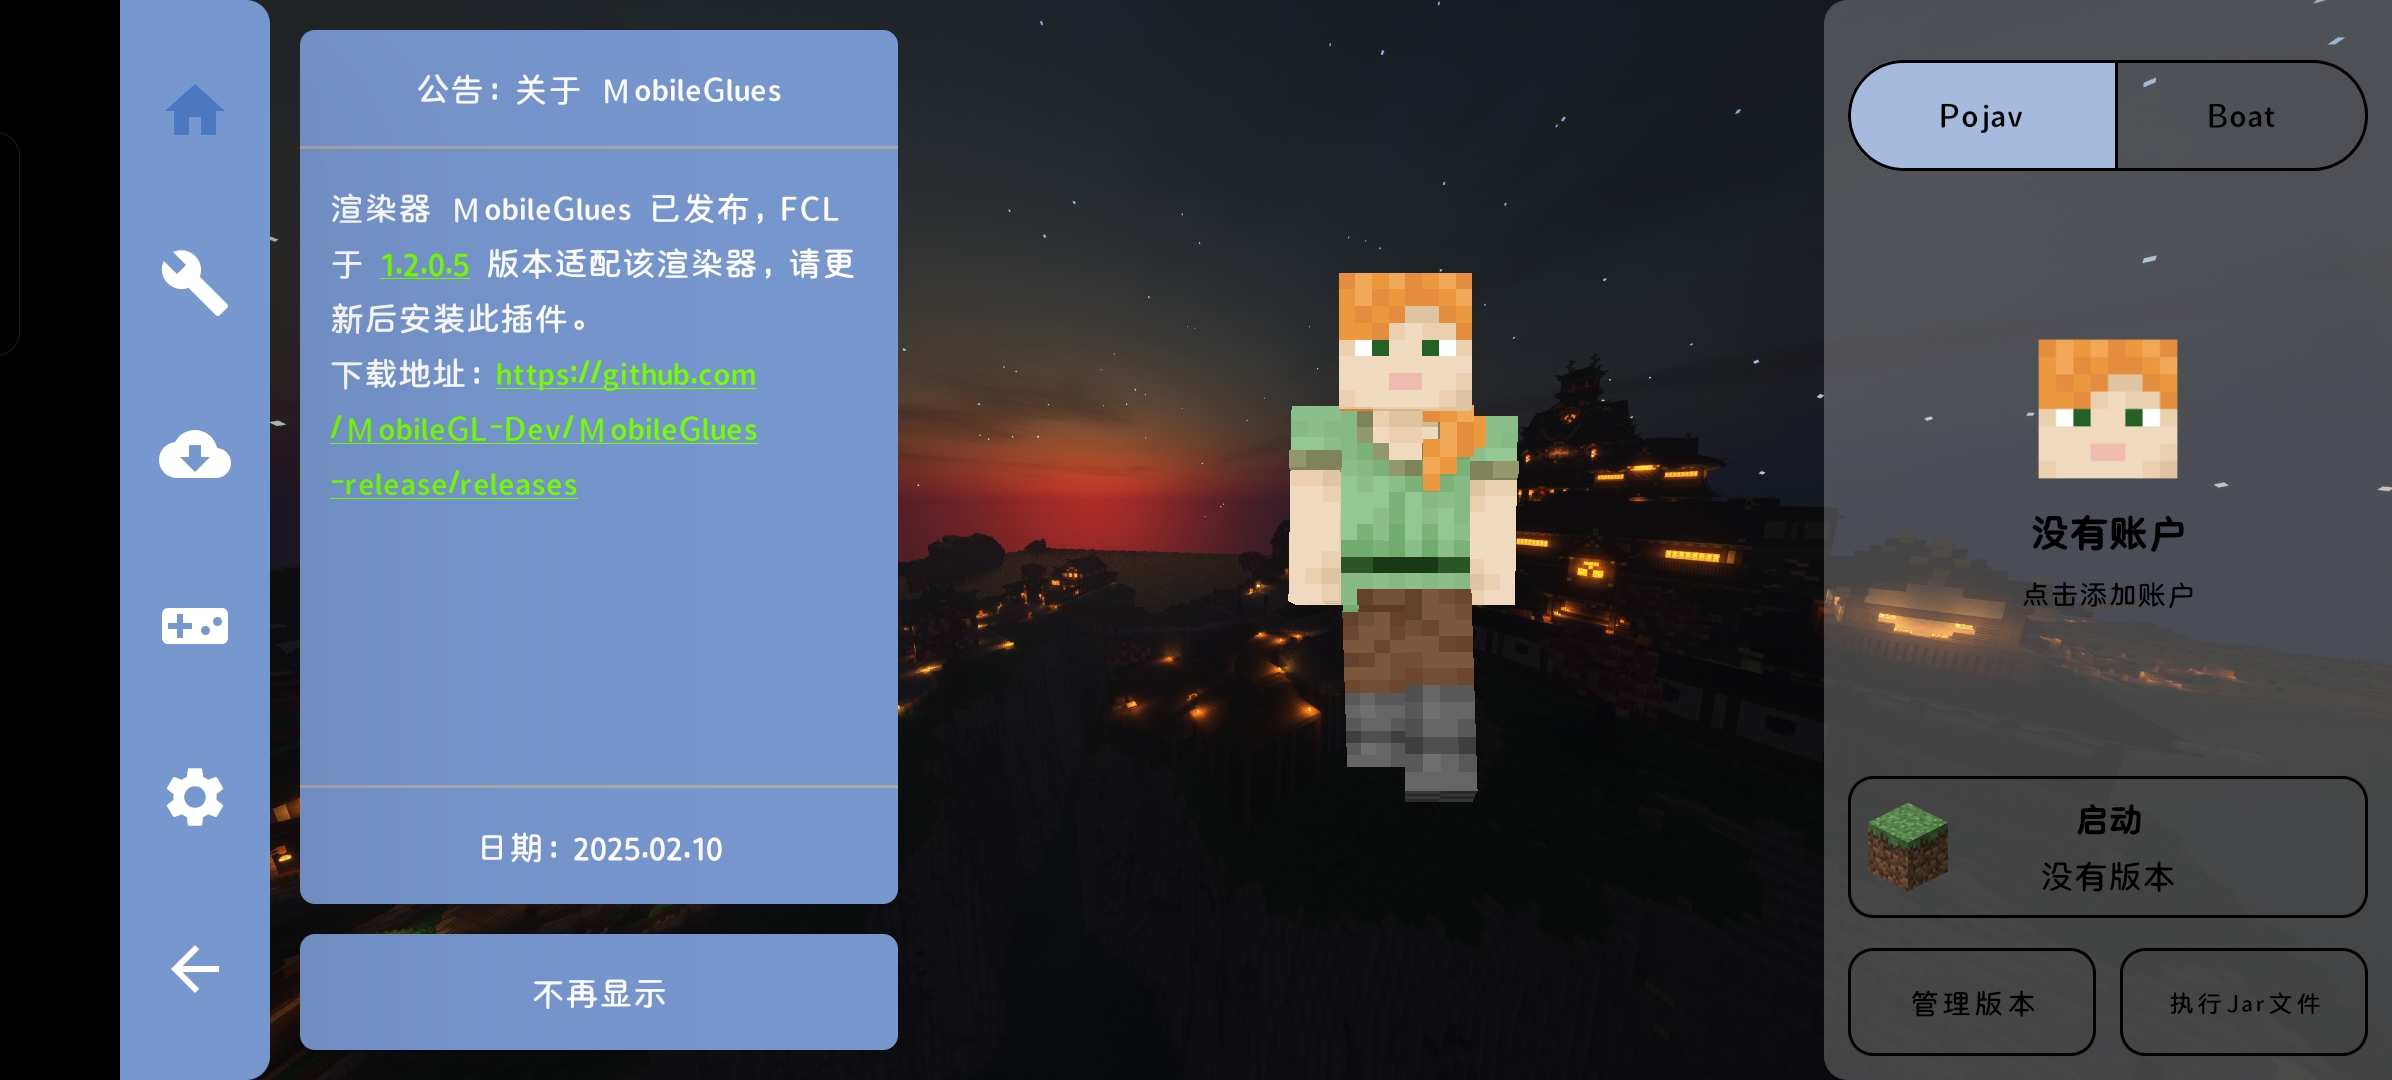 公告：关于 MobileGlues
渲染器 MobileGlues 已发布，FCL
于 1.2.0.5 版本适配该渲染器，请更
新后安装此插件。
下载地址：https://github.com
/MobileGL-Dev/MobileGlues
-release/releases
日期：2025.02.10
不再显示
Pojav
Boat
没有账户
点击添加账户
启动
没有版本
管理版本
执行Jar文件